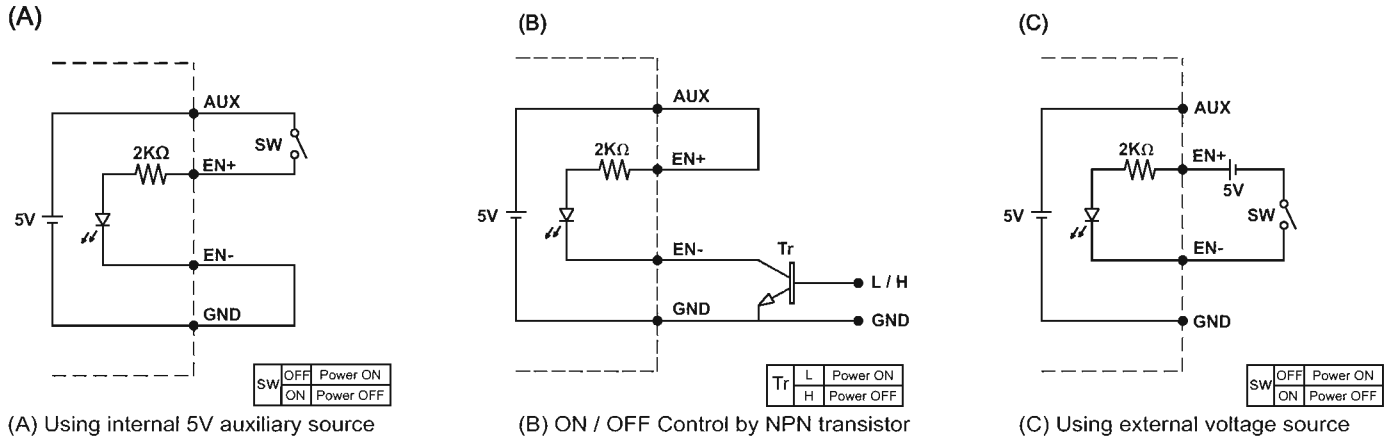 (A)
AUX
SW
2KΩ
EN+
5V
EN-
GND
SW OFF Power ON
ON Power OFF
(A) Using internal 5V auxiliary source
(B)
AUX
2KΩ
EN+
5V
EN-
Tr
L / H
GND
GND
Tr L Power ON
H Power OFF
(B) ON / OFF Control by NPN transistor
(C)
AUX
2KΩ
EN+
5V
5V
SW
EN-
GND
SW OFF Power ON
ON Power OFF
(C) Using external voltage source